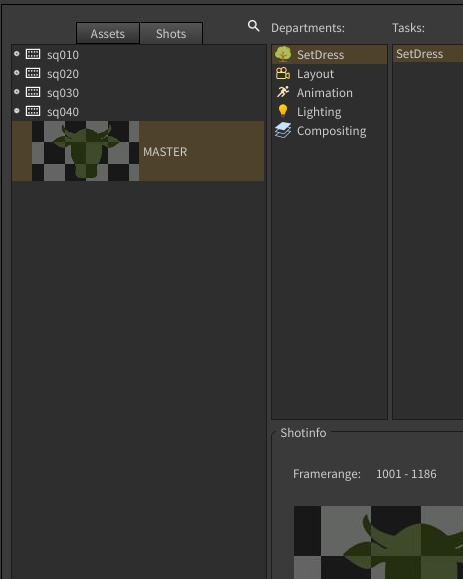 Assets
Shots
Departments:
Tasks:
sq010
sq020
sq030
sq040
MASTER
SetDress
Layout
Animation
Lighting
Compositing
SetDress
Shotinfo
Framerange: 1001 - 1186